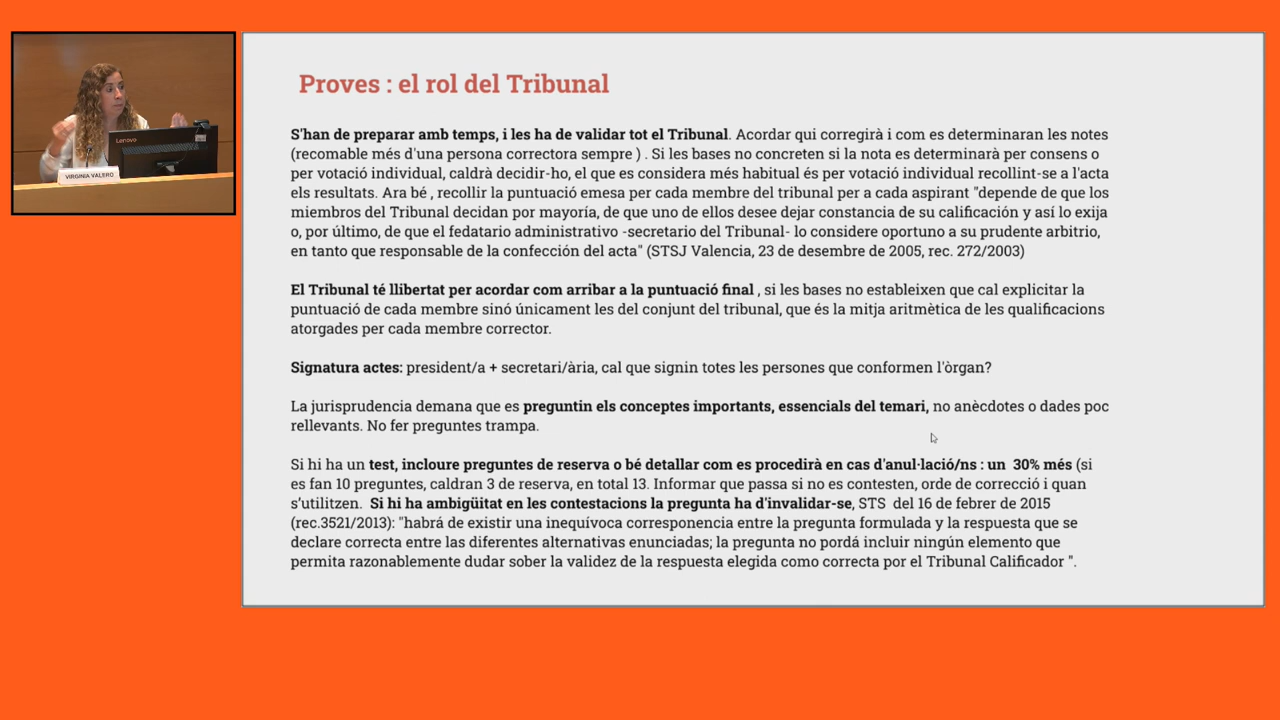 Lenovo
VIRGINIA VALERO
Proves : el rol del Tribunal
S'han de preparar amb temps, i les ha de validar tot el Tribunal. Acordar qui corregirà i com es determinaran les notes
(recomable més d'una persona correctora sempre ) . Si les bases no concreten si la nota es determinarà per consens o
per votació individual, caldrà decidir-ho, el que es considera més habitual és per votació individual recollint-se a l'acta
els resultats. Ara bé , recollir la puntuació emesa per cada membre del tribunal per a cada aspirant "depende de que los
miembros del Tribunal decidan por mayoría, de que uno de ellos desee dejar constancia de su calificación y así lo exija
o, por último, de que el fedatario administrativo -secretario del Tribunal- lo considere oportuno a su prudente arbitrio,
en tanto que responsable de la confección del acta" (STSJ Valencia, 23 de desembre de 2005, rec. 272/2003)
El Tribunal té llibertat per acordar com arribar a la puntuació final , si les bases no estableixen que cal explicitar la
puntuació de cada membre sinó únicament les del conjunt del tribunal, que és la mitja aritmètica de les qualificacions
atorgades per cada membre corrector.
Signatura actes: president/a + secretari/ària, cal que signin totes les persones que conformen l'òrgan?
La jurisprudencia demana que es preguntin els conceptes importants, essencials del temari, no anècdotes o dades poc
rellevants. No fer preguntes trampa.
Si hi ha un test, incloure preguntes de reserva o bé detallar com es procedirà en cas d'anul·lació/ns : un  30% més (si
es fan 10 preguntes, caldran 3 de reserva, en total 13. Informar que passa si no es contesten, orde de correcció i quan
s’utilitzen.  Si hi ha ambigüitat en les contestacions la pregunta ha d'invalidar-se, STS  del 16 de febrer de 2015
(rec.3521/2013): "habrá de existir una inequívoca corresponencia entre la pregunta formulada y la respuesta que se
declare correcta entre las diferentes alternativas enunciadas; la pregunta no pordá incluir ningún elemento que
permita razonablemente dudar sober la validez de la respuesta elegida como correcta por el Tribunal Calificador ".